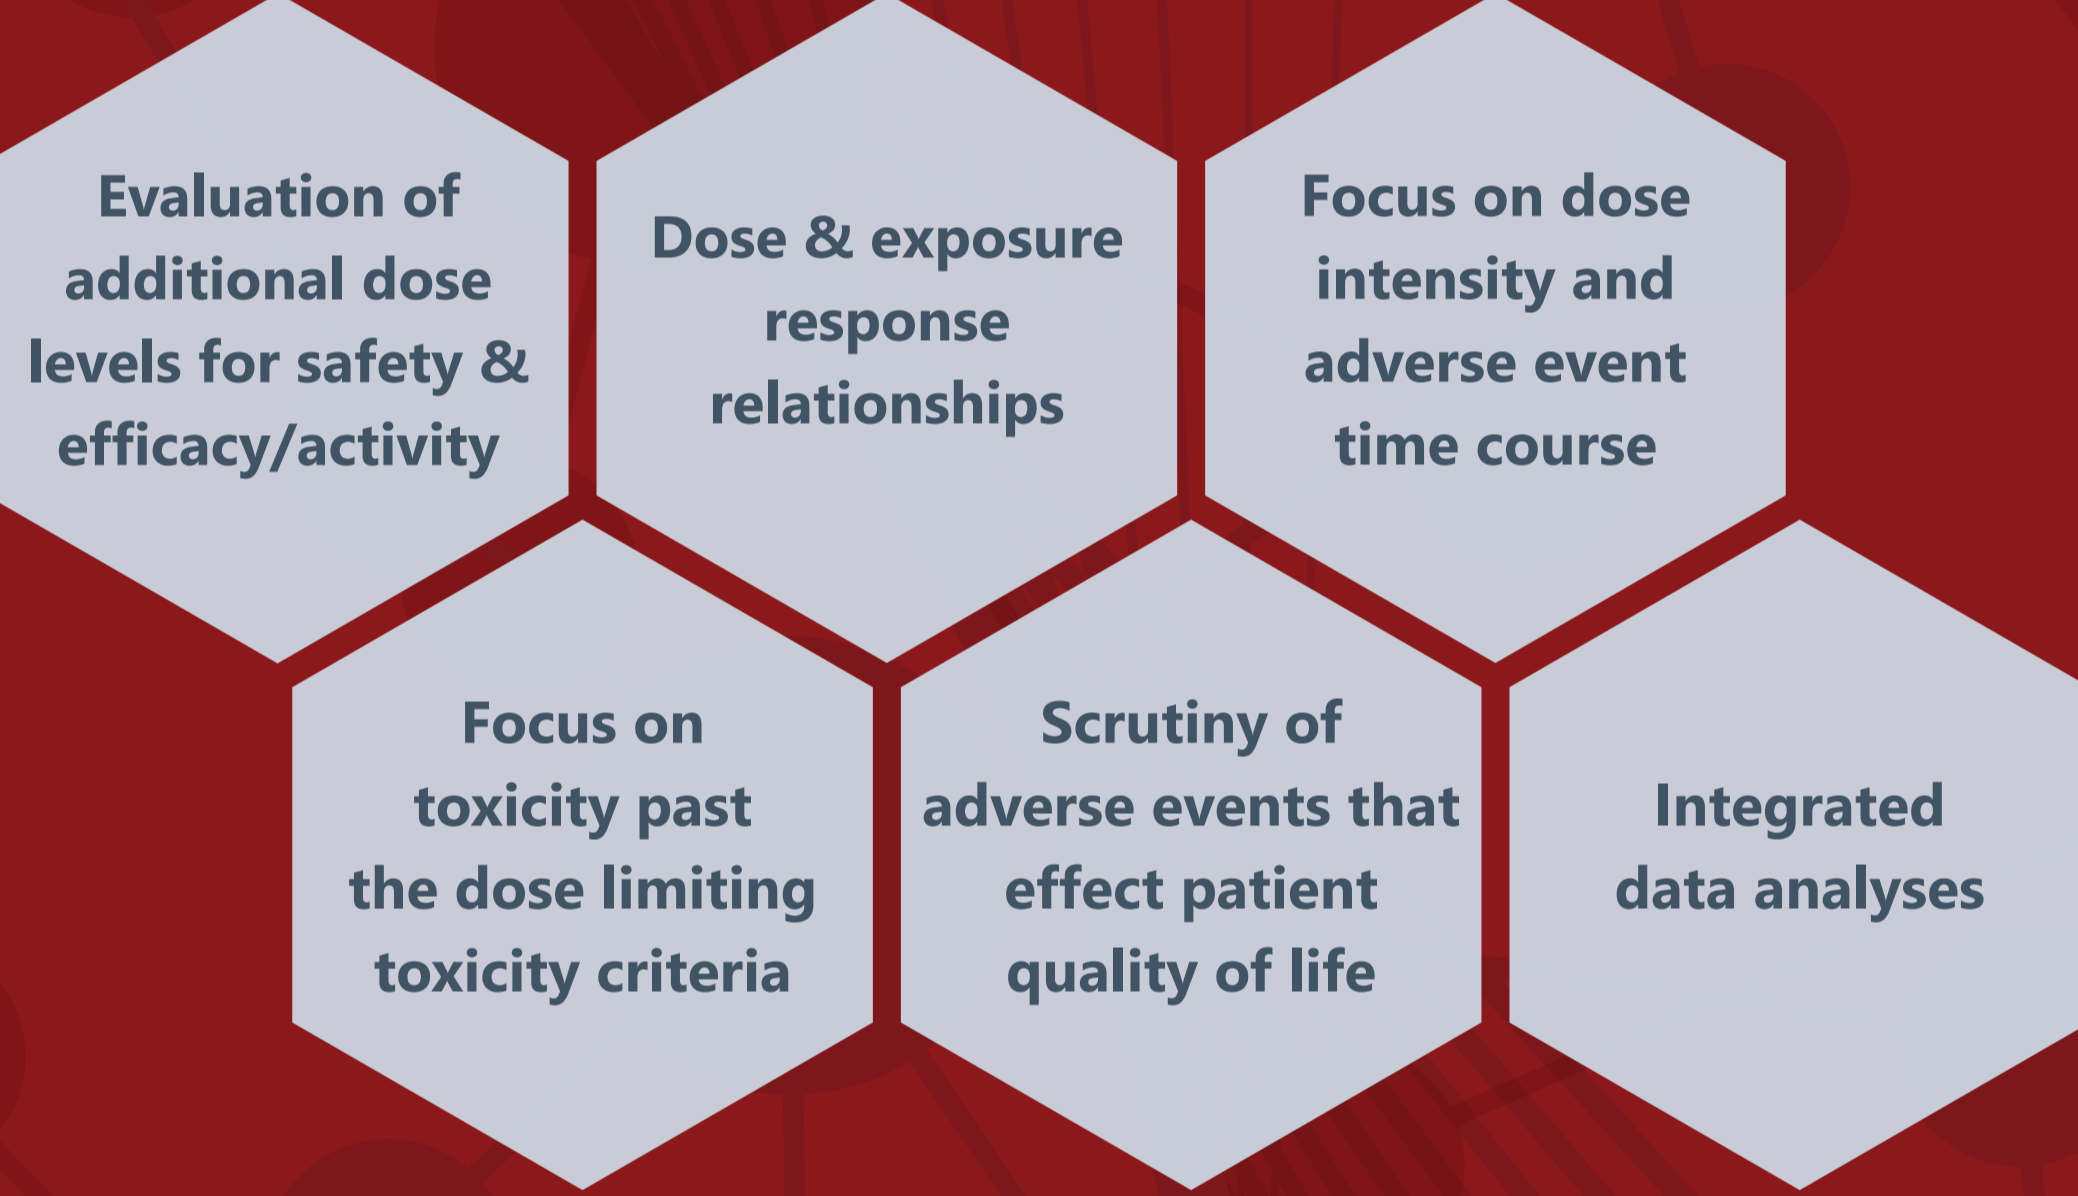 Evaluation of
additional dose
levels for safety &
efficacy/activity
Dose & exposure
response
relationships
Focus on dose
intensity and
adverse event
time course
Focus on
toxicity past
the dose limiting
toxicity criteria
Scrutiny of
adverse events that
effect patient
quality of life
Integrated
data analyses